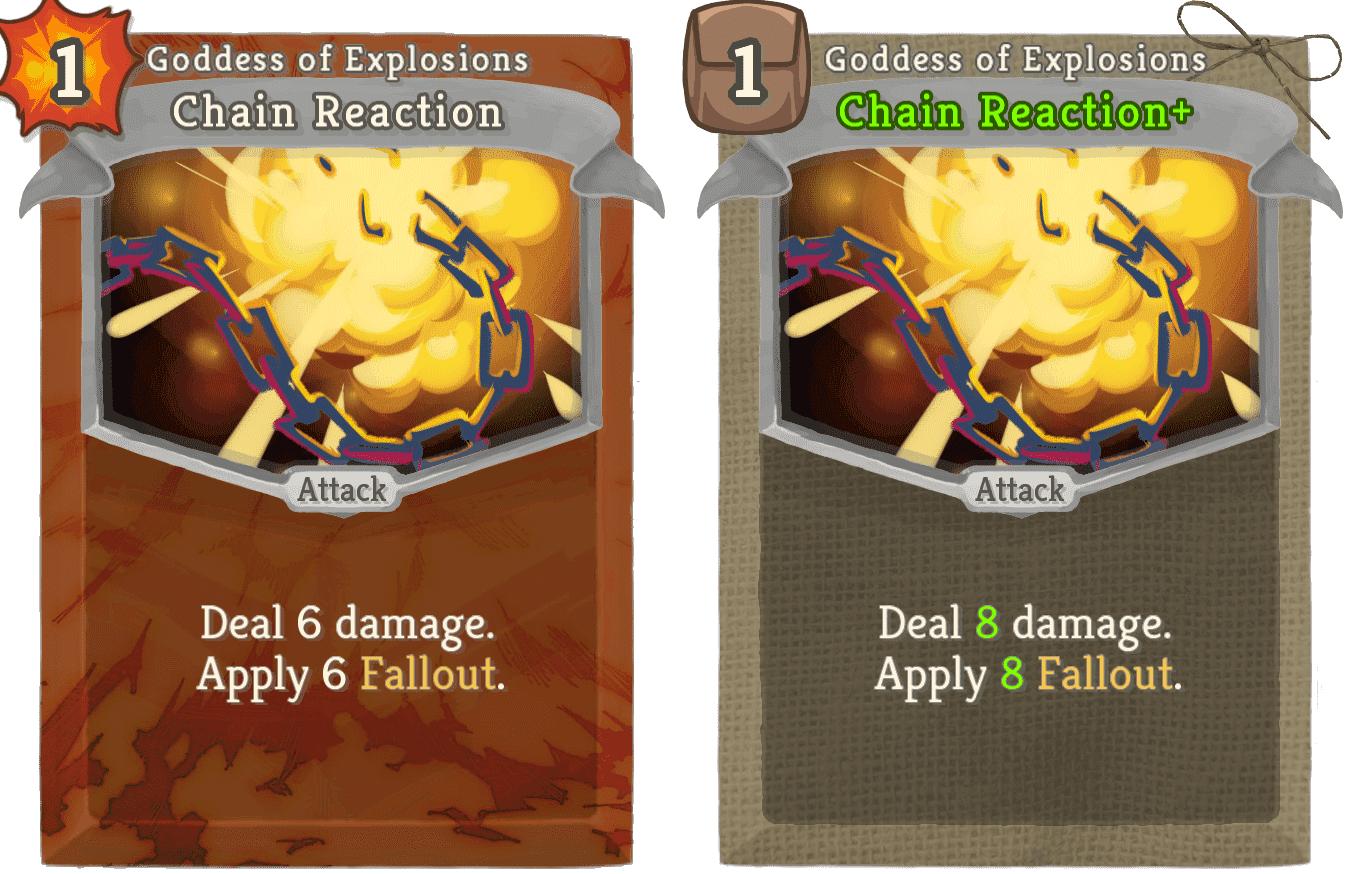 1
Goddess of Explosions
Chain Reaction
Attack
Deal 6 damage.
Apply 6 Fallout.
1
Goddess of Explosions
Chain Reaction+
Attack
Deal 8 damage.
Apply 8 Fallout.